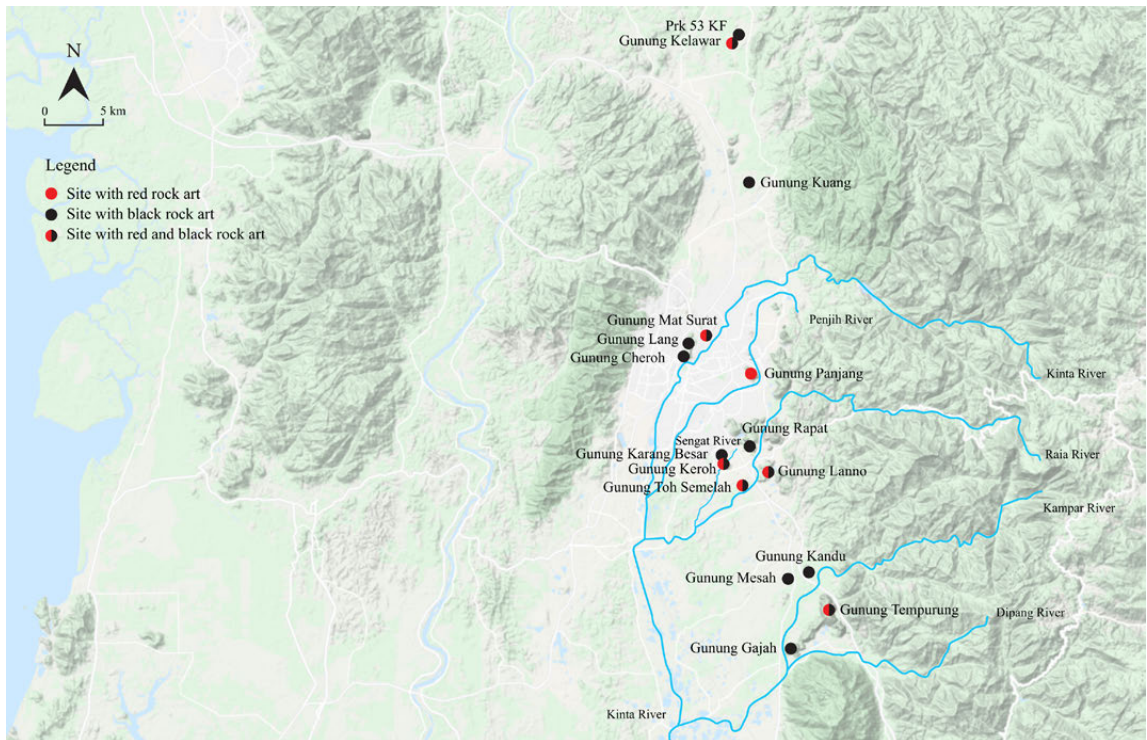 Prk 53 KF
Gunung Kelawar
N
0 5 km
Legend
Site with red rock art
Site with black rock art
Site with red and black rock art
Gunung Kuang
Gunung Mat Surat
Penjih River
Gunung Lang
Gunung Cheroh
Gunung Panjang
Kinta River
Gunung Rapat
Sengat River
Gunung Karang Besar
Raia River
Gunung Keroh
Gunung Lanno
Gunung Toh Semelah
Kampar River
Gunung Kandu
Gunung Mesah
Gunung Tempurung
Dipang River
Gunung Gajah
Kinta River